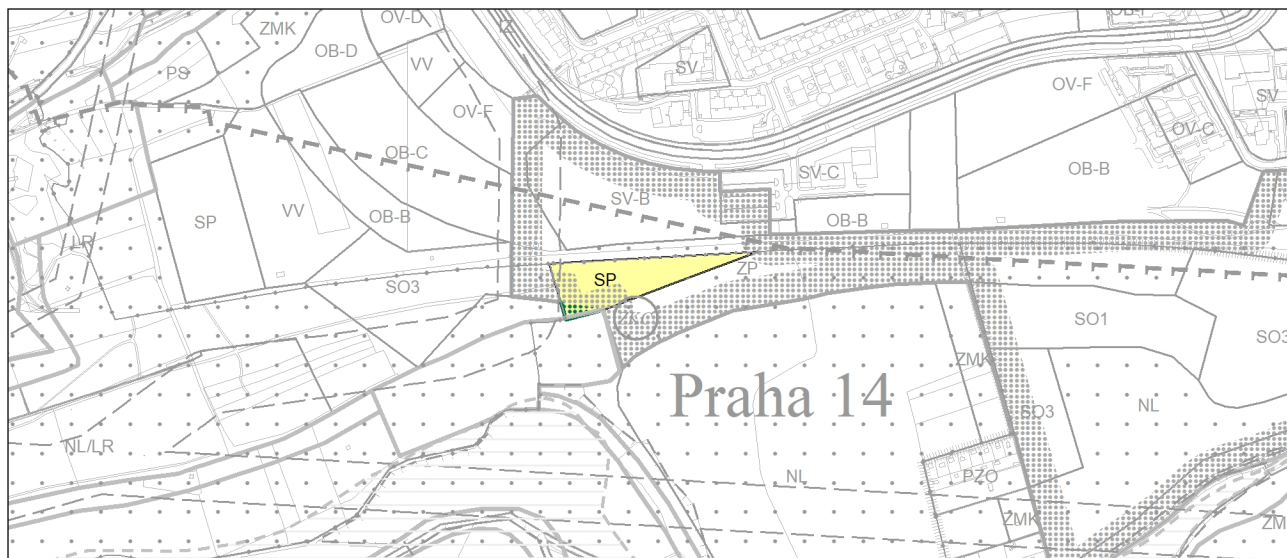 OV-D
IZ
ZMK
OB-D
PS
VV
SV
OV-F
OV-F
SV
OV-C
OB-C
SV-C
OB-B
SV-B
SP
VV
OB-B
OB-B
LR
SP
ZP
SO3
ZKC
SO1
SO3
ZMK
Praha 14
SO3
NL
NL/LR
NL
PZO
ZMK